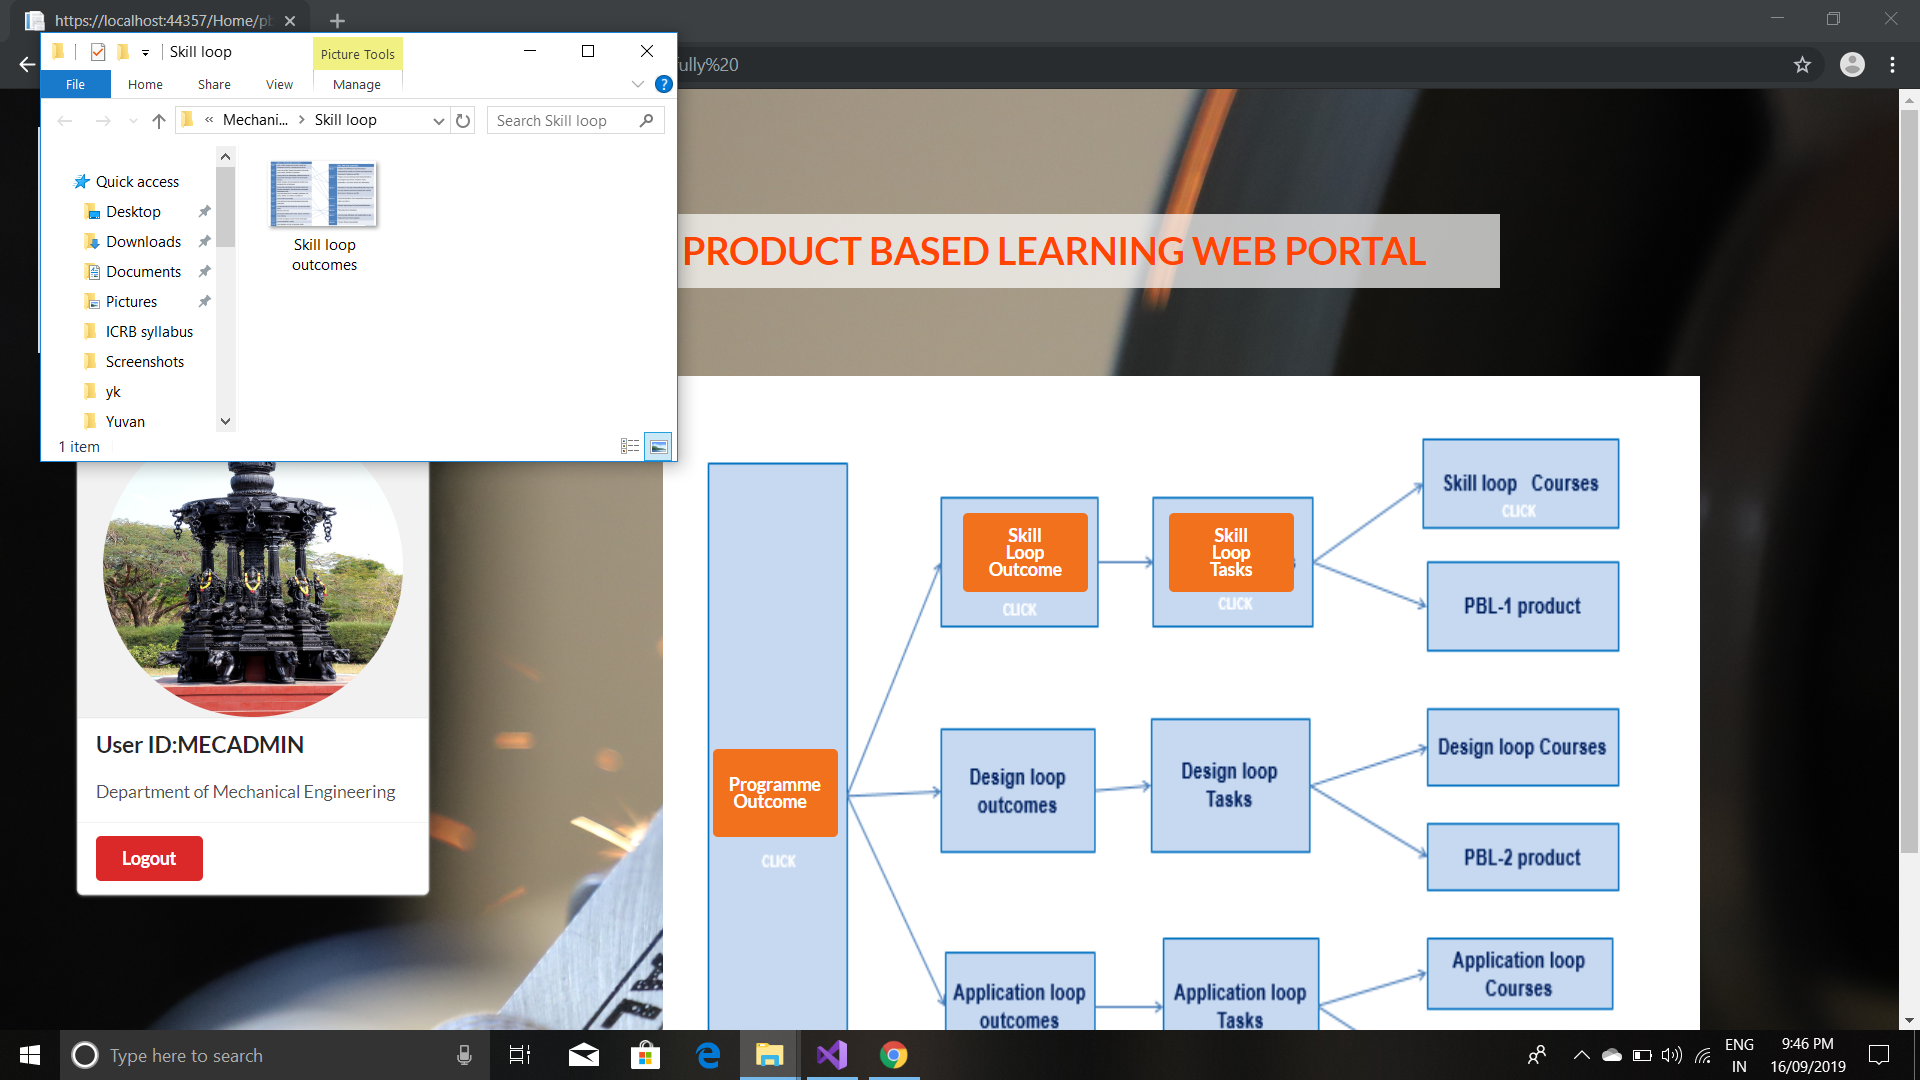 https://localhost:44357/Home/pb
Skill loop
Picture Tools
File
Home
Share
View
Manage
ully%20
« Mechani... > Skill loop
Search Skill loop
Quick access
Desktop
Downloads
Documents
Pictures
ICRB syllabus
Screenshots
yk
Yuvan
Skill loop
outcomes
1 item
PRODUCT BASED LEARNING WEB PORTAL
User ID:MECADMIN
Department of Mechanical Engineering
Logout
Programme
Outcome
CLICK
Skill
Loop
Outcome
CLICK
Skill
Loop
Tasks
CLICK
Skill loop Courses
CLICK
PBL-1 product
Design loop
outcomes
Design loop
Tasks
Design loop Courses
PBL-2 product
Application loop
outcomes
Application loop
Tasks
Application loop
Courses
Type here to search
ENG
IN
9:46 PM
16/09/2019